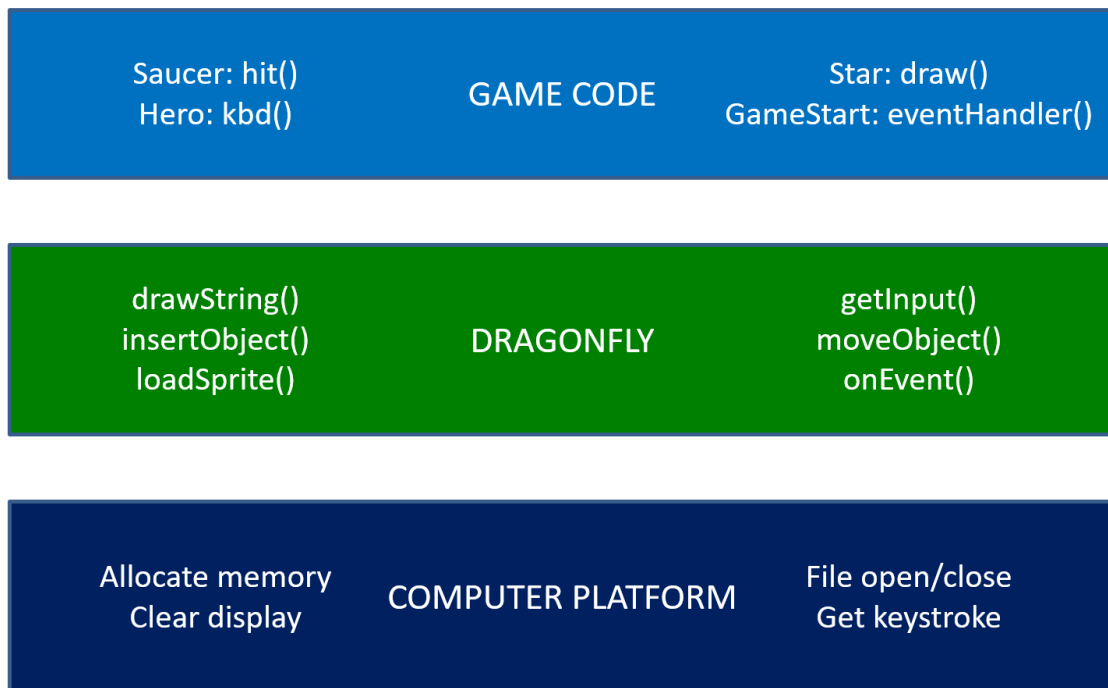 Saucer: hit()
Hero: kbd()
GAME CODE
Star: draw()
GameStart: eventHandler()
drawString()
insertObject()
loadSprite()
DRAGONFLY
getInput()
moveObject()
onEvent()
Allocate memory
Clear display
COMPUTER PLATFORM
File open/close
Get keystroke